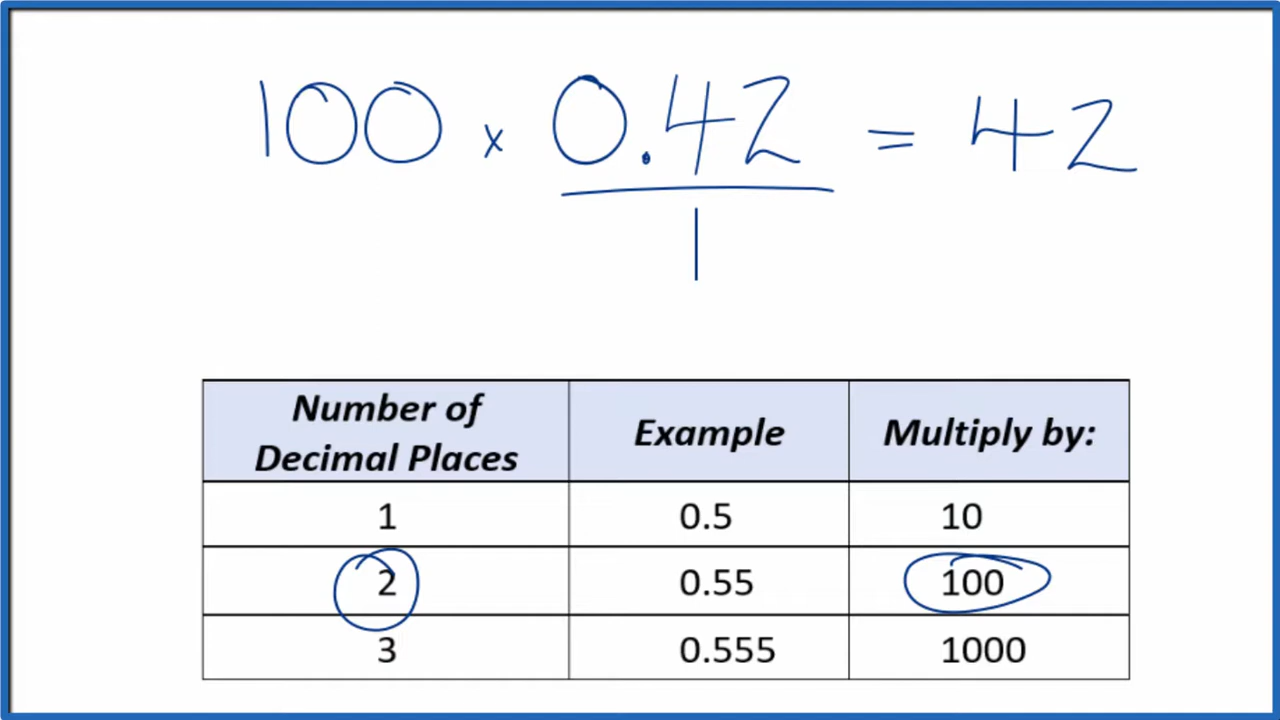 100 x 0.42 = 42
1
Number of Decimal Places Example Multiply by:
1 0.5 10
2 0.55 100
3 0.555 1000